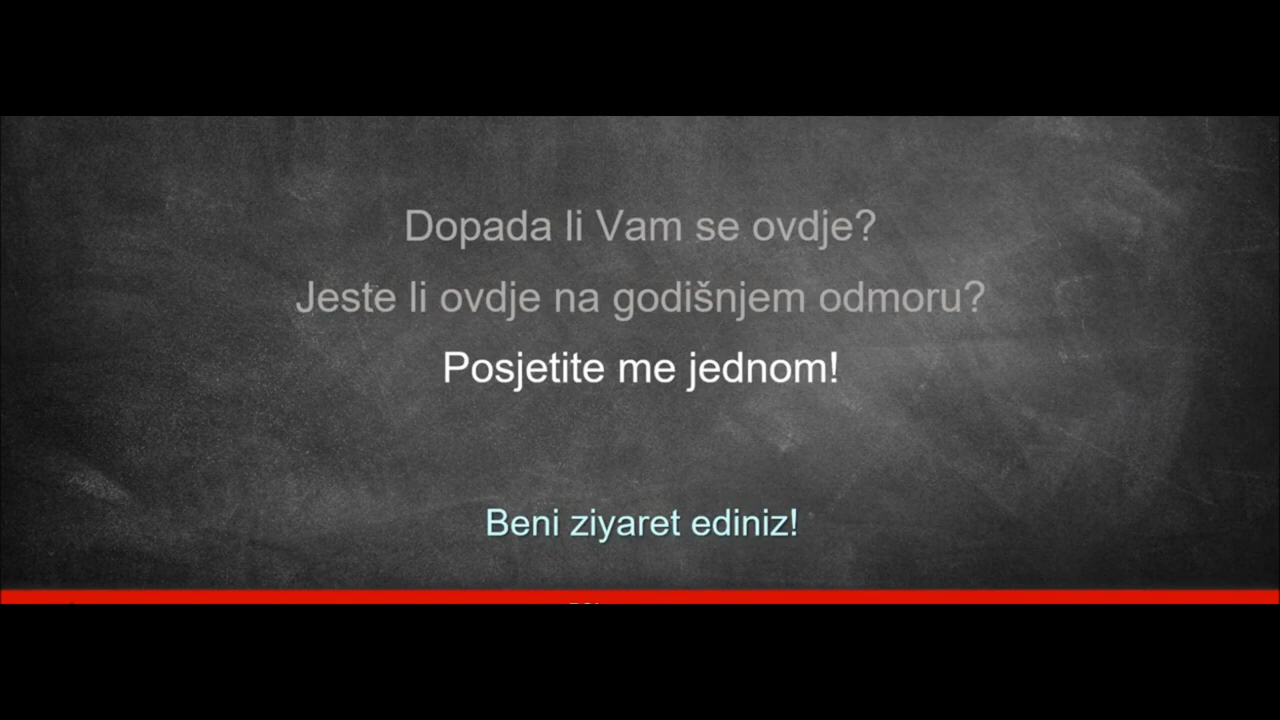 Dopada li Vam se ovdje?
Jeste li ovdje na godišnjem odmoru?
Posjetite me jednom!
Beni ziyaret ediniz!